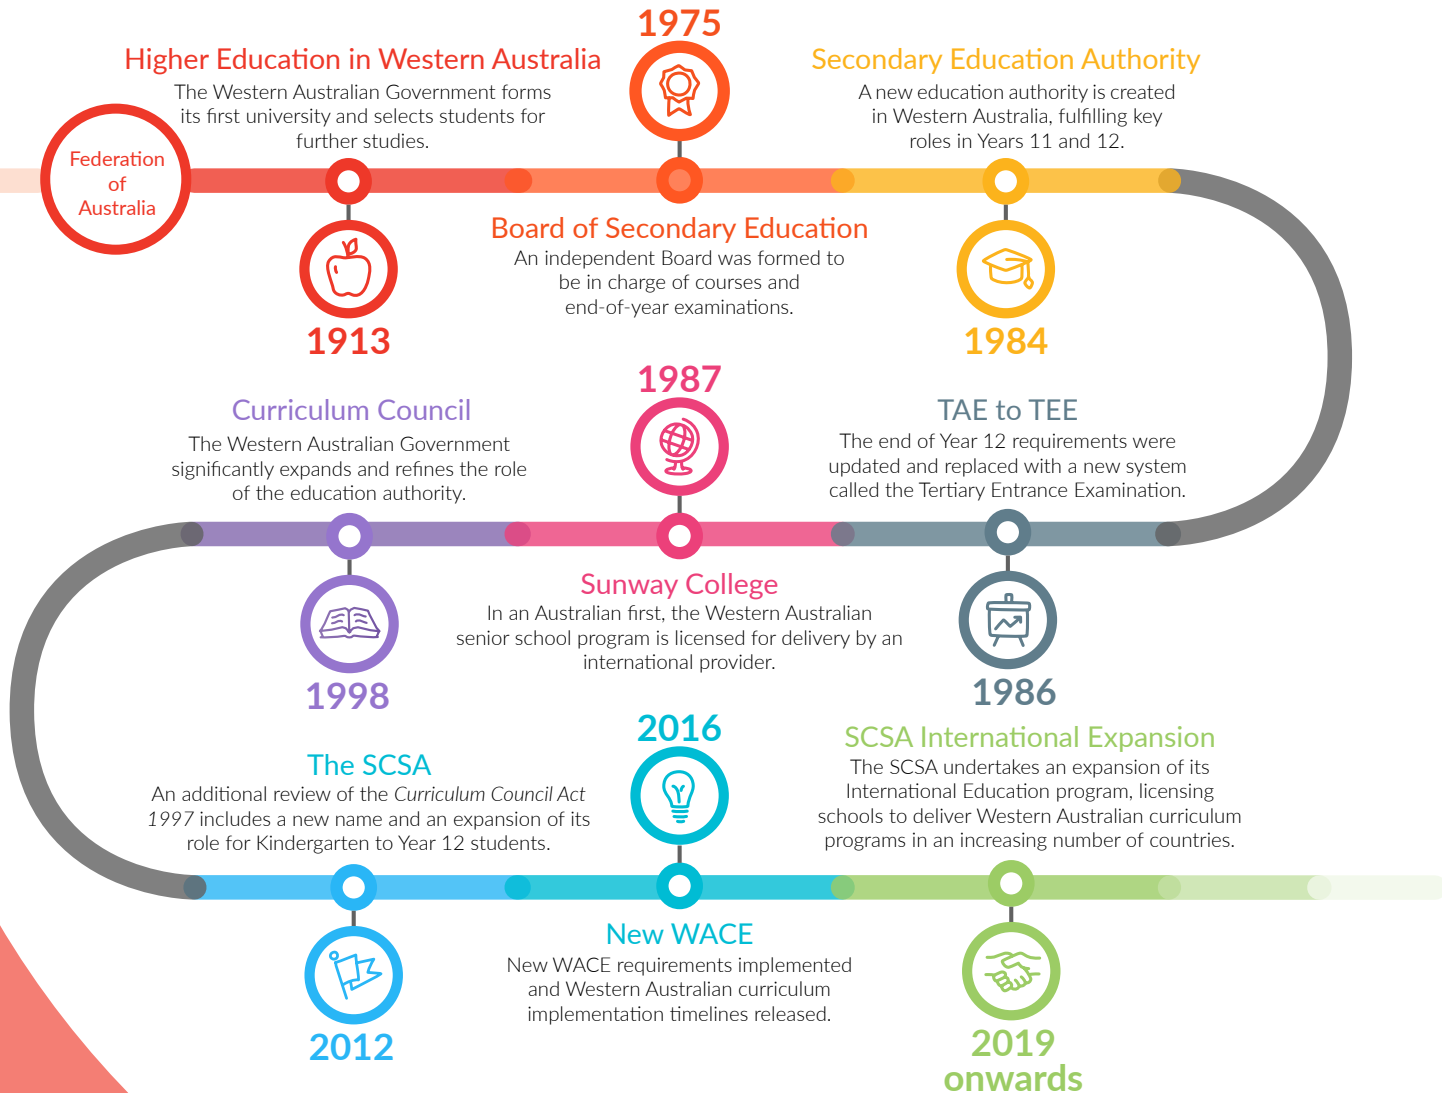 Federation
of
Australia
Higher Education in Western Australia
The Western Australian Government forms
its first university and selects students for
further studies.
1913
1975
Board of Secondary Education
An independent Board was formed to
be in charge of courses and
end-of-year examinations.
Secondary Education Authority
A new education authority is created
in Western Australia, fulfilling key
roles in Years 11 and 12.
1984
TAE to TEE
The end of Year 12 requirements were
updated and replaced with a new system
called the Tertiary Entrance Examination.
1986
1987
Sunway College
In an Australian first, the Western Australian
senior school program is licensed for delivery by an
international provider.
Curriculum Council
The Western Australian Government
significantly expands and refines the role
of the education authority.
1998
The SCSA
An additional review of the Curriculum Council Act
1997 includes a new name and an expansion of its
role for Kindergarten to Year 12 students.
2012
2016
New WACE
New WACE requirements implemented
and Western Australian curriculum
implementation timelines released.
SCSA International Expansion
The SCSA undertakes an expansion of its
International Education program, licensing
schools to deliver Western Australian curriculum
programs in an increasing number of countries.
2019
onwards